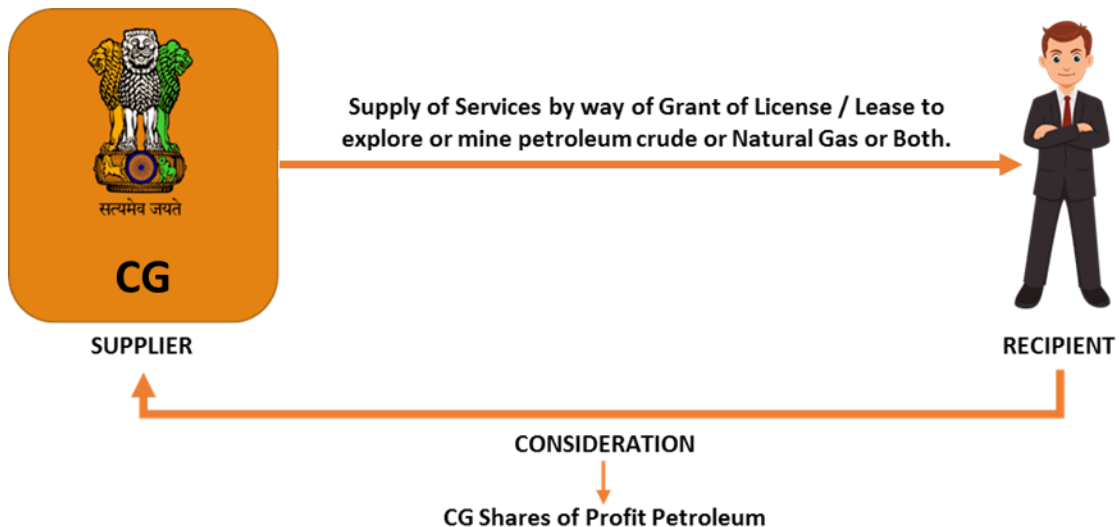 Supply of Services by way of Grant of License / Lease to
explore or mine petroleum crude or Natural Gas or Both.
सत्यमेव जयते
CG
SUPPLIER
RECIPIENT
CONSIDERATION
CG Shares of Profit Petroleum